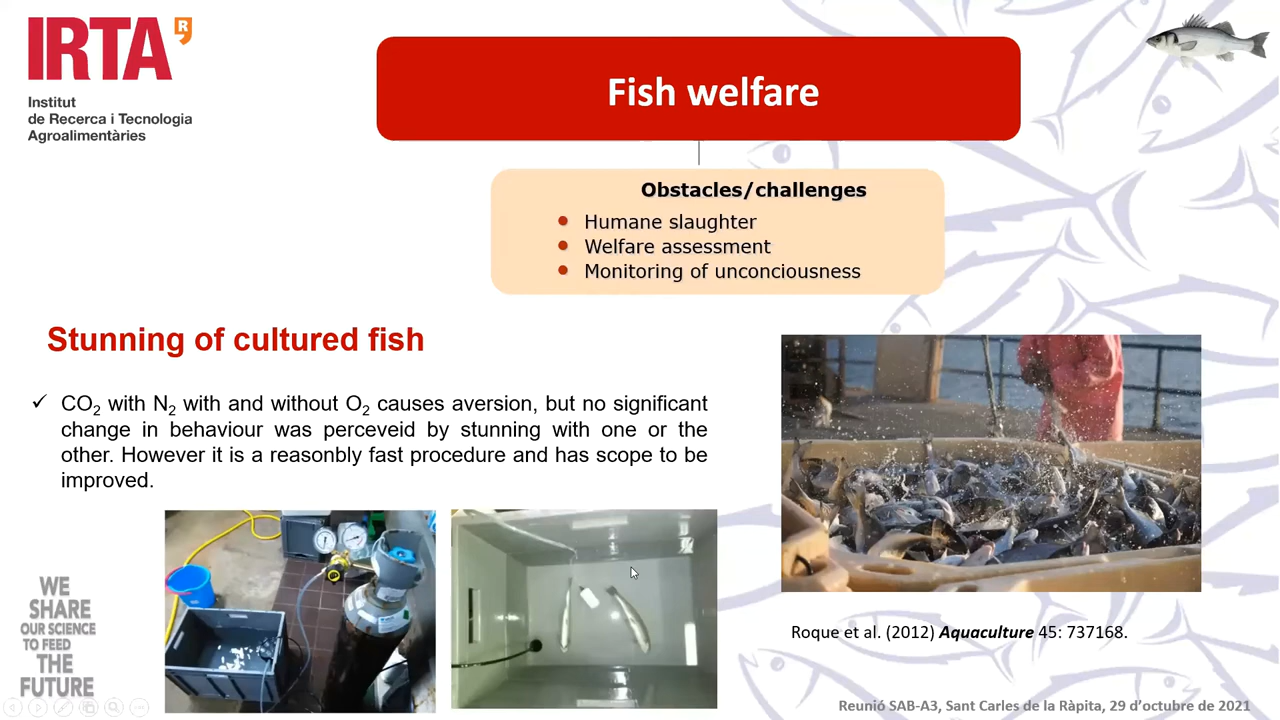 IRTA
R
Institut
de Recerca i Tecnologia
Agroalimentàries
Fish welfare
Obstacles/challenges
Humane slaughter
Welfare assessment
Monitoring of unconciousness
Stunning of cultured fish
CO2 with N2 with and without O2 causes aversion, but no significant
change in behaviour was perceveid by stunning with one or the
other. However it is a reasonbly fast procedure and has scope to be
improved.
WE
SHARE
OUR SCIENCE
TO FEED
THE
FUTURE
Roque et al. (2012) Aquaculture 45: 737168.
Reunió SAB-A3, Sant Carles de la Ràpita, 29 d'octubre de 2021